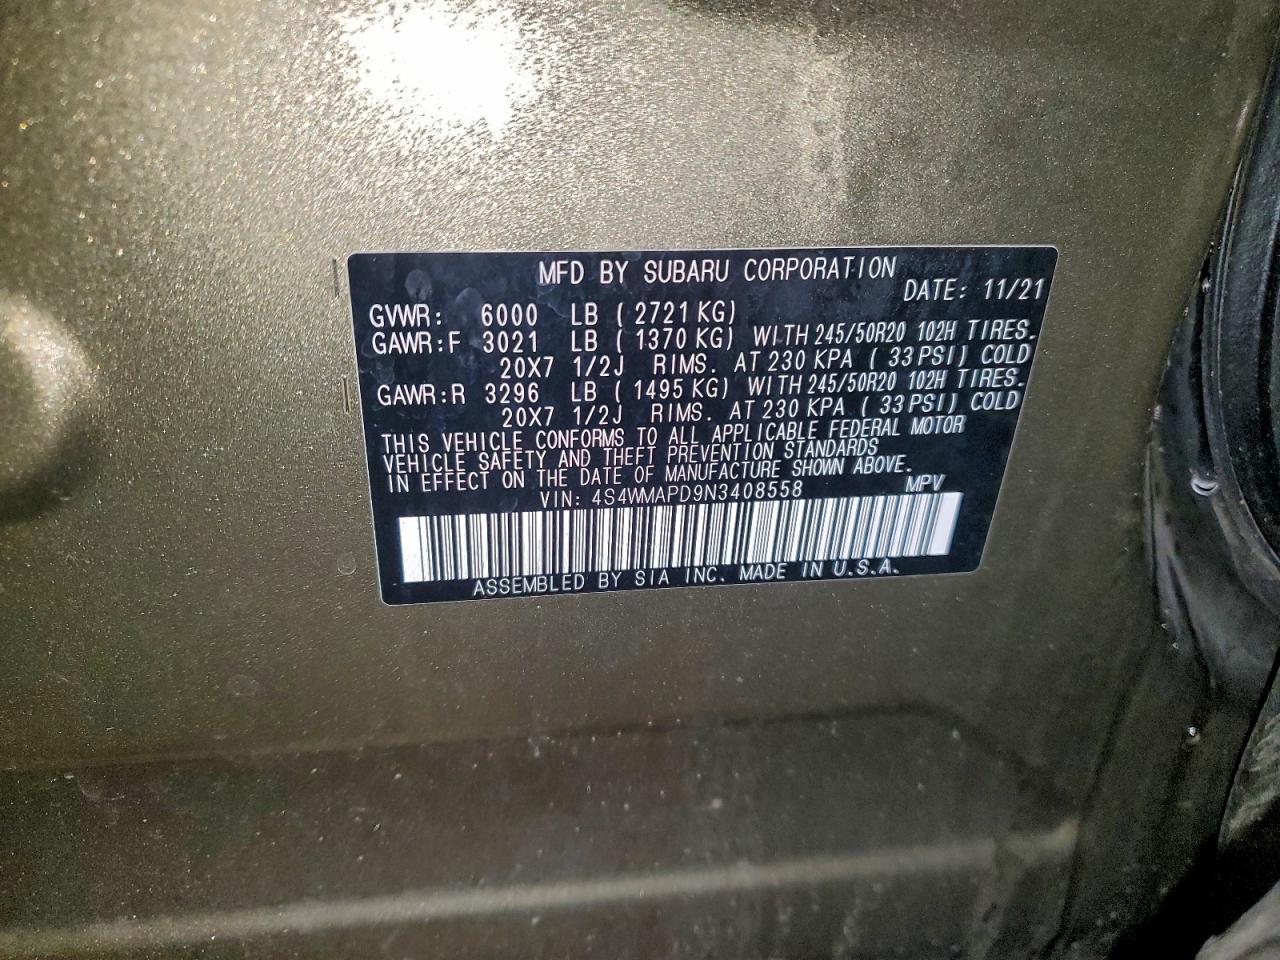 MFD BY SUBARU CORPORATION
DATE: 11/21
GVWR: 6000 LB ( 2721 KG)
GAWR:F 3021 LB ( 1370 KG) WITH 245/50R20 102H TIRES.
20X7 1/2J RIMS. AT 230 KPA ( 33 PSI) COLD
GAWR:R 3296 LB ( 1495 KG) WITH 245/50R20 102H TIRES.
20X7 1/2J RIMS. AT 230 KPA ( 33 PSI) COLD
THIS VEHICLE CONFORMS TO ALL APPLICABLE FEDERAL MOTOR
VEHICLE SAFETY AND THEFT PREVENTION STANDARDS
IN EFFECT ON THE DATE OF MANUFACTURE SHOWN ABOVE.
VIN: 4S4WMAPD9N3408558 MPV
ASSEMBLED BY SIA INC. MADE IN U.S.A.